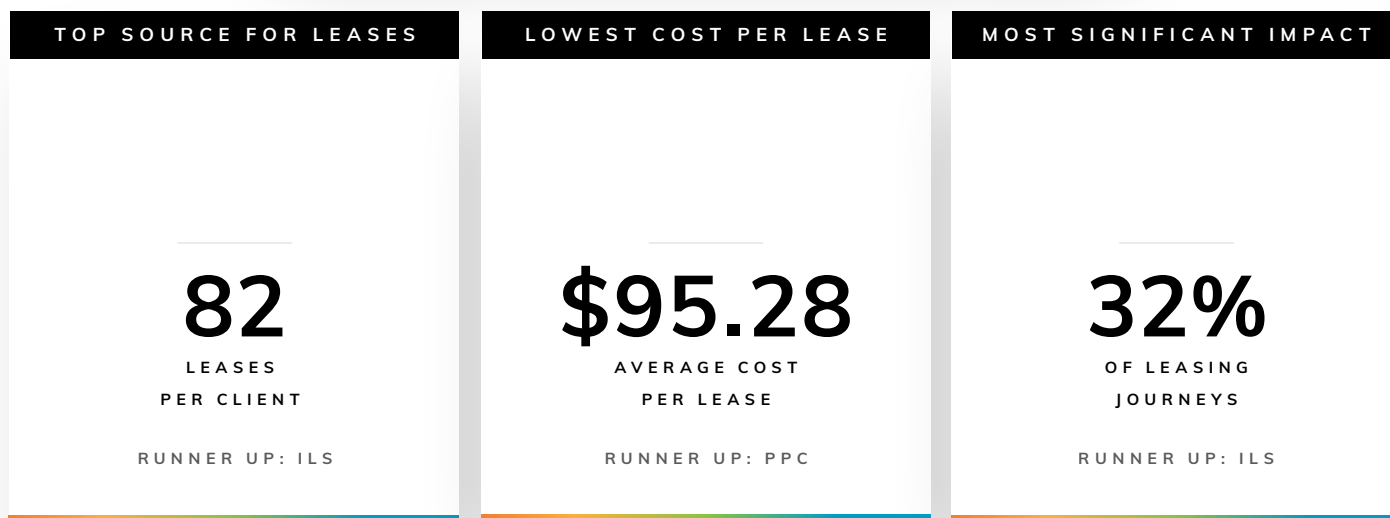 TOP SOURCE FOR LEASES
82
LEASES
PER CLIENT
RUNNER UP: ILS
LOWEST COST PER LEASE
$95.28
AVERAGE COST
PER LEASE
RUNNER UP: PPC
MOST SIGNIFICANT IMPACT
32%
OF LEASING
JOURNEYS
RUNNER UP: ILS